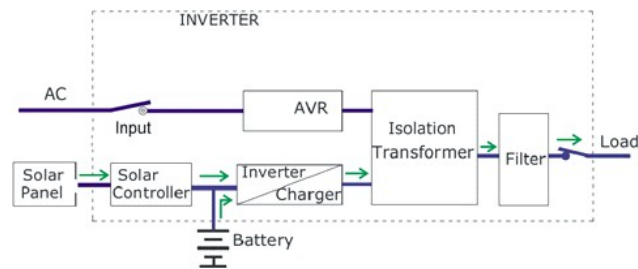 INVERTER
AC
Input
AVR
Isolation
Transformer
Filter
Load
Solar
Panel
Solar
Controller
Inverter
Charger
Battery